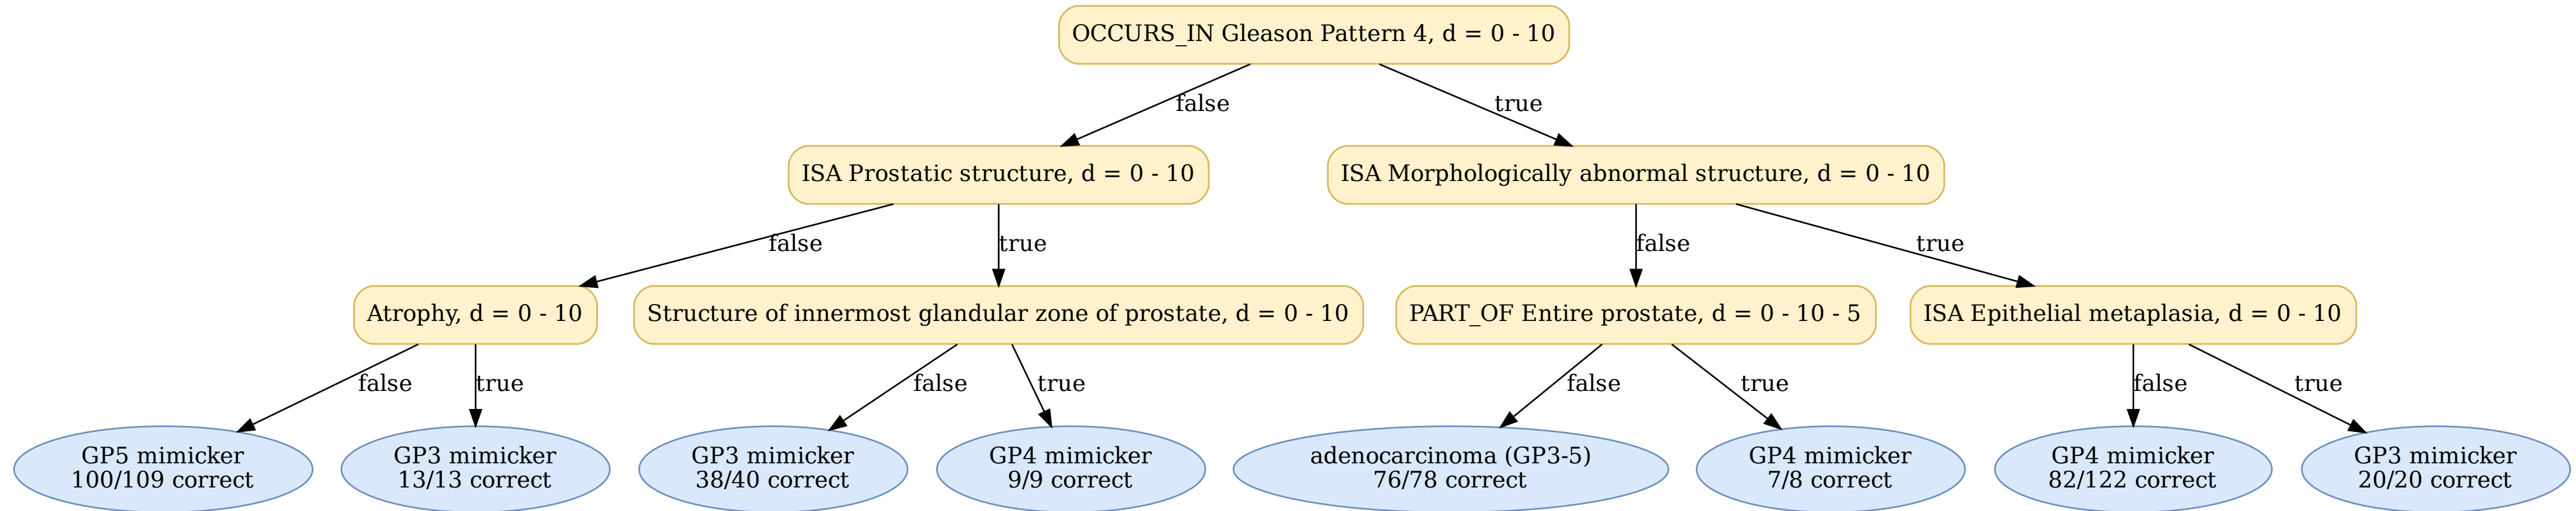 OCCURS_IN Gleason Pattern 4, d = 0 - 10
false
true
ISA Prostatic structure, d = 0 - 10
ISA Morphologically abnormal structure, d = 0 - 10
false
true
false
true
Atrophy, d = 0 - 10
Structure of innermost glandular zone of prostate, d = 0 - 10
PART_OF Entire prostate, d = 0 - 10 - 5
ISA Epithelial metaplasia, d = 0 - 10
false
true
false
true
false
true
false
true
GP5 mimicker
100/109 correct
GP3 mimicker
13/13 correct
GP3 mimicker
38/40 correct
GP4 mimicker
9/9 correct
adenocarcinoma (GP3-5)
76/78 correct
GP4 mimicker
7/8 correct
GP4 mimicker
82/122 correct
GP3 mimicker
20/20 correct